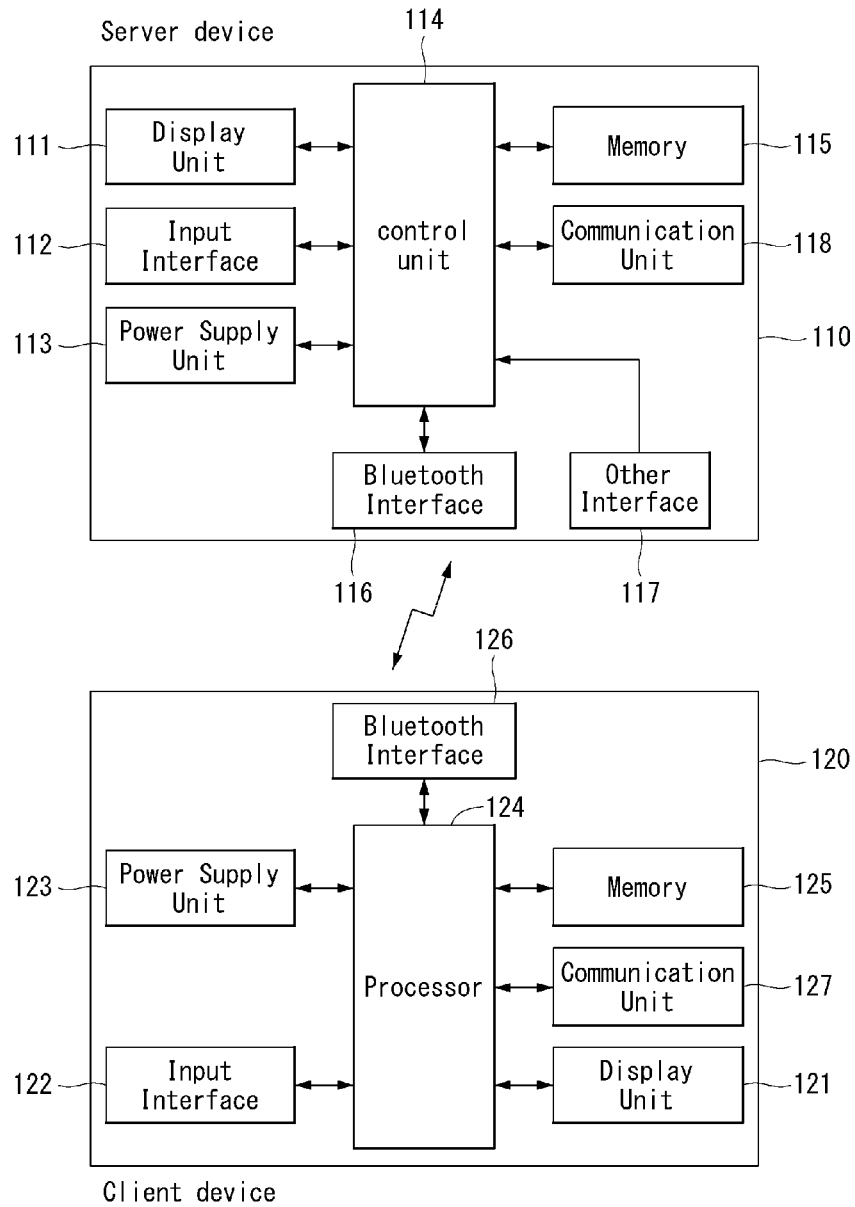 Server device
114
111
Display
Unit
Memory
115
112
Input
Interface
control
unit
Communication
Unit
118
113
Power Supply
Unit
110
Bluetooth
Interface
Other
Interface
116
117
126
Bluetooth
Interface
120
124
123
Power Supply
Unit
Memory
125
Processor
Communication
Unit
127
122
Input
Interface
Display
Unit
121
Client device